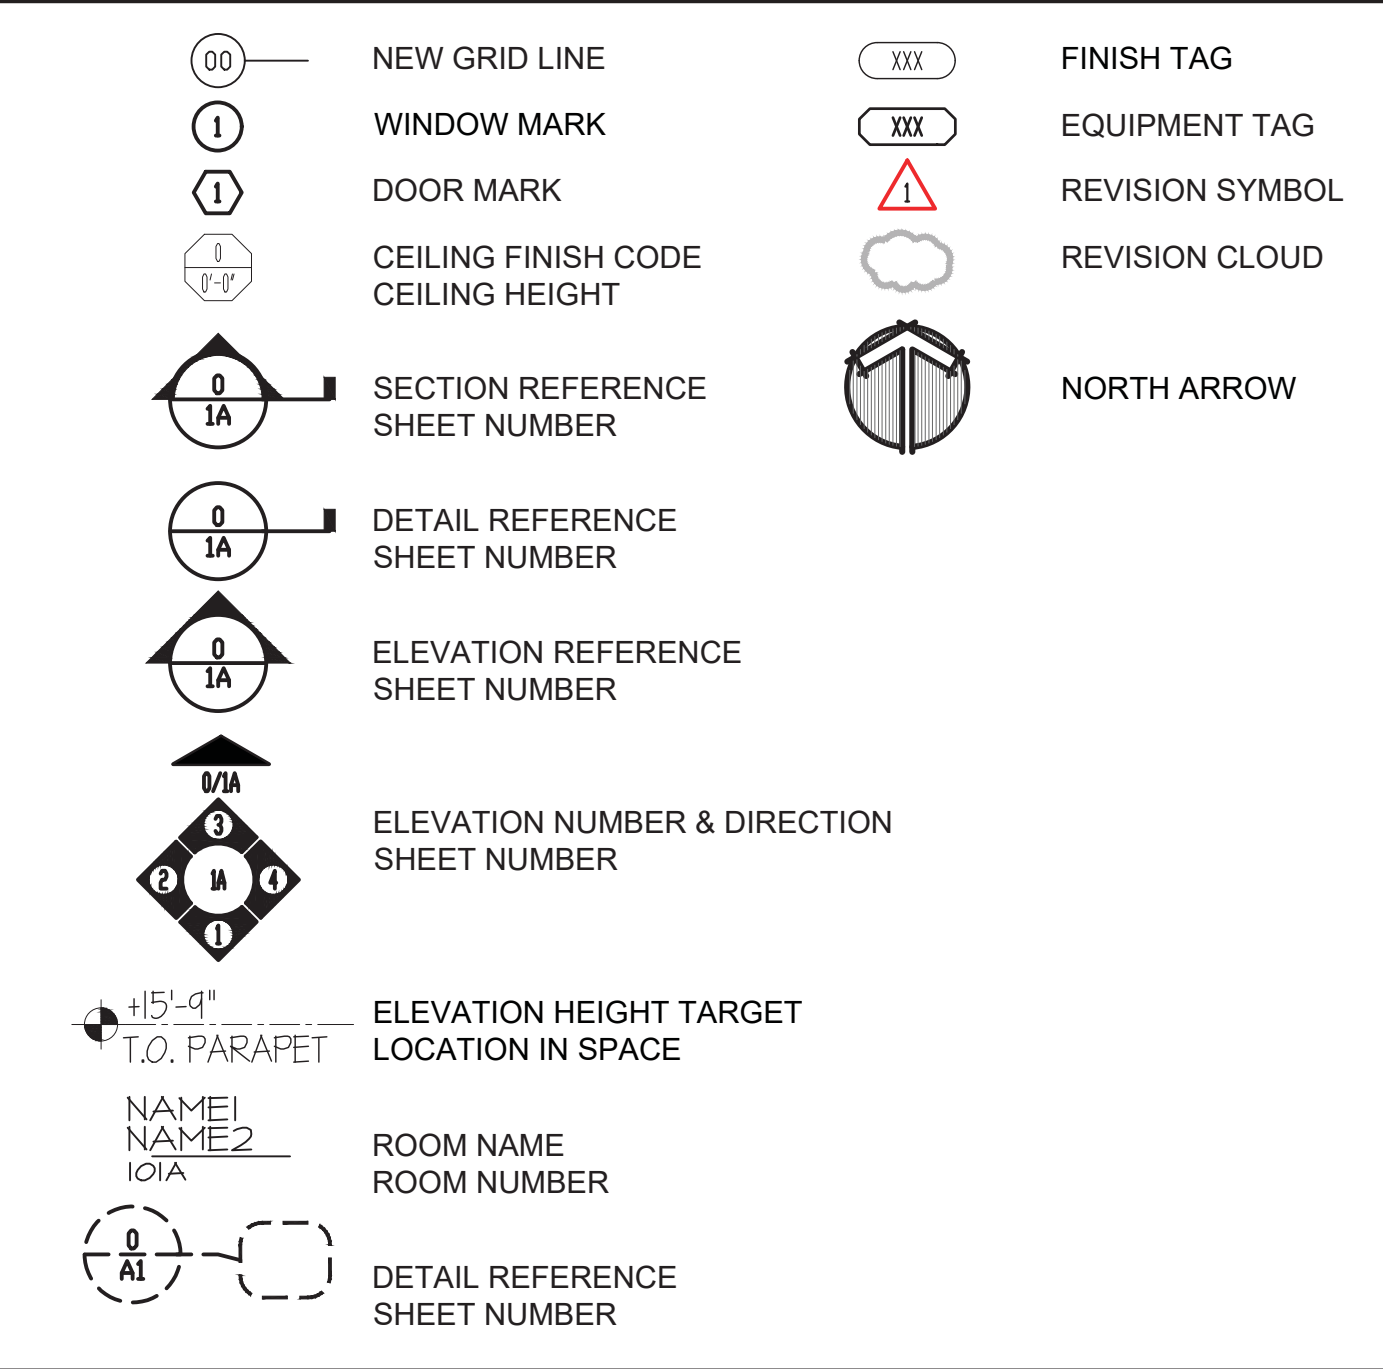 00
NEW GRID LINE
1
WINDOW MARK
1
DOOR MARK
0
0'-0"
CEILING FINISH CODE
CEILING HEIGHT
0
1A
SECTION REFERENCE
SHEET NUMBER
0
1A
DETAIL REFERENCE
SHEET NUMBER
0
1A
ELEVATION REFERENCE
SHEET NUMBER
0/1A
3
2 1A 4
1
ELEVATION NUMBER & DIRECTION
SHEET NUMBER
+15'-9"
T.O. PARAPET
ELEVATION HEIGHT TARGET
LOCATION IN SPACE
NAME1
NAME2
101A
ROOM NAME
ROOM NUMBER
0
A1
DETAIL REFERENCE
SHEET NUMBER
XXX
FINISH TAG
XXX
EQUIPMENT TAG
1
REVISION SYMBOL
REVISION CLOUD
NORTH ARROW